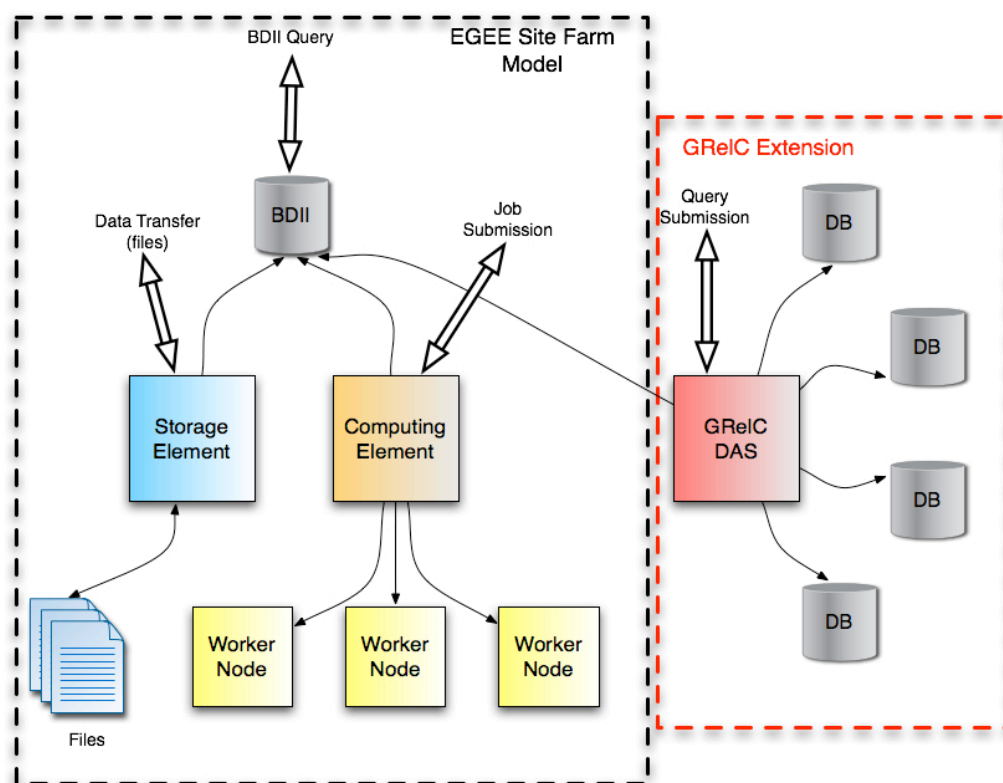 BDII Query
EGEE Site Farm
Model
GRelC Extension
BDII
Data Transfer
(files)
Job
Submission
Query
Submission
DB
DB
Storage
Element
Computing
Element
GRelC
DAS
DB
DB
Worker
Node
Worker
Node
Worker
Node
Files